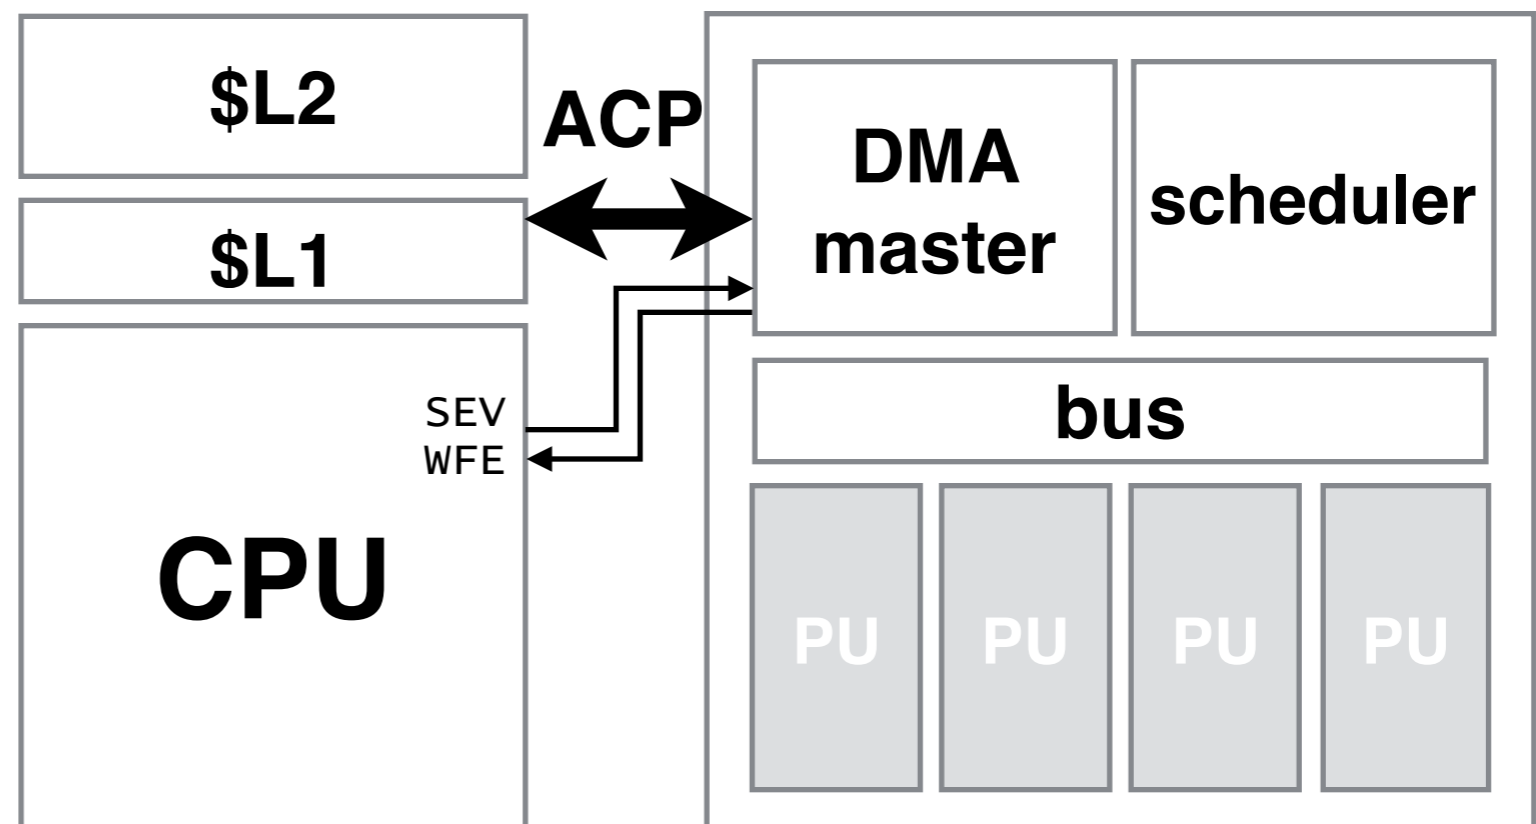 $L2
$L1
ACP
SEV
WFE
CPU
DMA
master
scheduler
bus
PU
PU
PU
PU